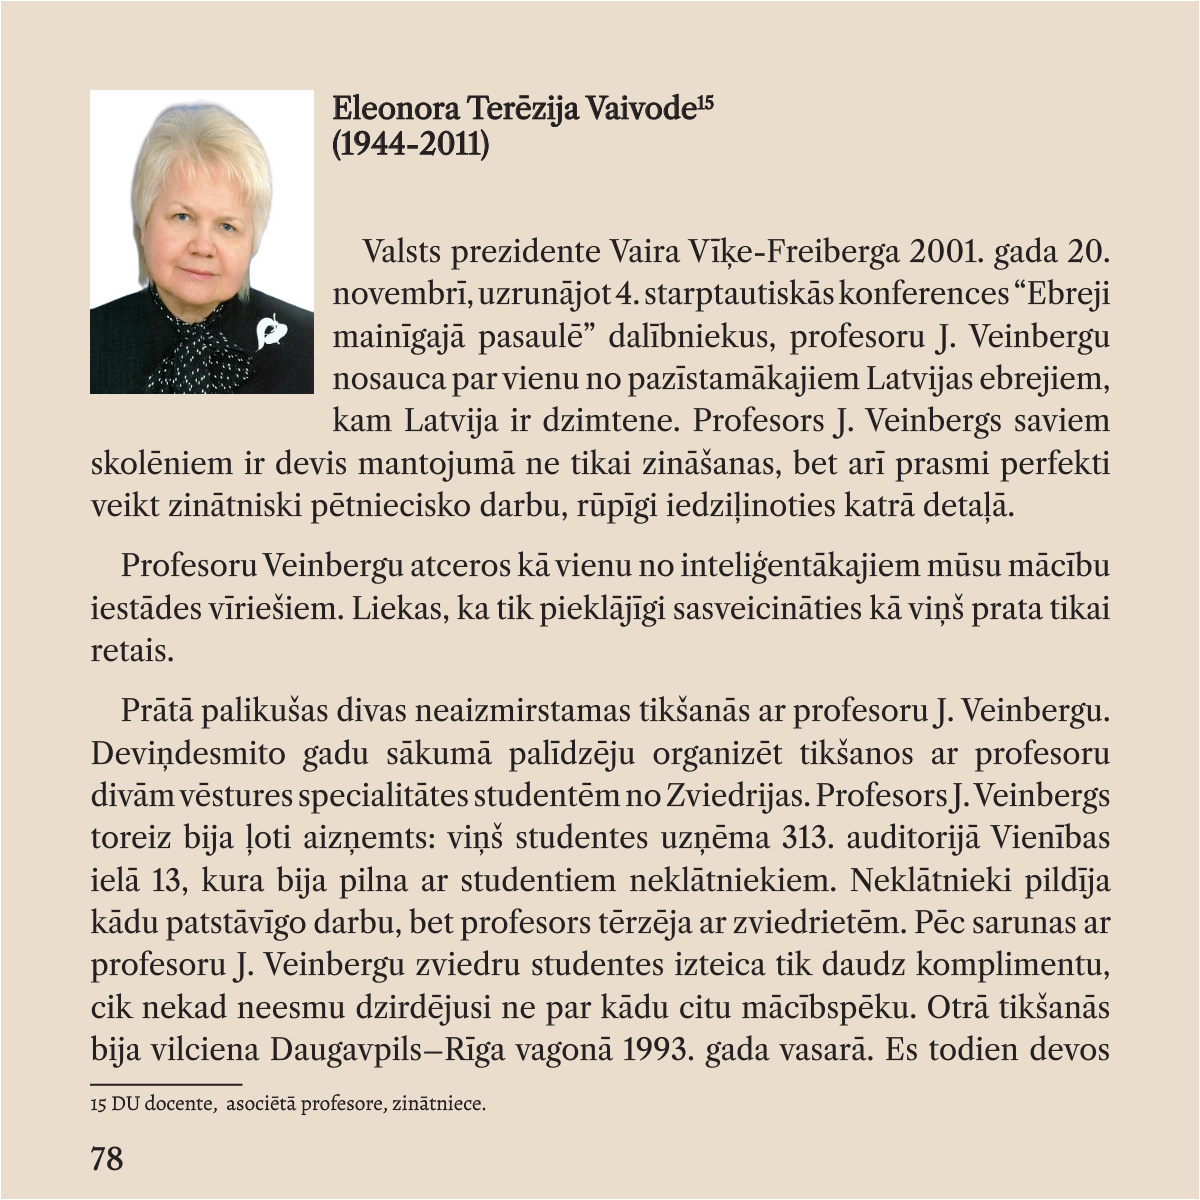 Eleonora Terēzija Vaivode15
(1944-2011)
Valsts prezidente Vaira Vīķe-Freiberga 2001. gada 20.
novembrī, uzrunājot 4. starptautiskās konferences “Ebreji
mainīgajā pasaulē” dalībniekus, profesoru J. Veinbergu
nosauca par vienu no pazīstamākajiem Latvijas ebrejiem,
kam Latvija ir dzimtene. Profesors J. Veinbergs saviem
skolēniem ir devis mantojumā ne tikai zināšanas, bet arī prasmi perfekti
veikt zinātniski pētniecisko darbu, rūpīgi iedziļinoties katrā detaļā.
Profesoru Veinbergu atceros kā vienu no inteliģentākajiem mūsu mācību
iestādes vīriešiem. Liekas, ka tik pieklājīgi sasveicināties kā viņš prata tikai
retais.
Prātā palikušas divas neaizmirstamas tikšanās ar profesoru J. Veinbergu.
Deviņdesmito gadu sākumā palīdzēju organizēt tikšanos ar profesoru
divām vēstures specialitātes studentēm no Zviedrijas. Profesors J. Veinbergs
toreiz bija ļoti aizņemts: viņš studentes uzņēma 313. auditorijā Vienības
ielā 13, kura bija pilna ar studentiem neklātniekiem. Neklātnieki pildīja
kādu patstāvīgo darbu, bet profesors tērzēja ar zviedrietēm. Pēc sarunas ar
profesoru J. Veinbergu zviedru studentes izteica tik daudz komplimentu,
cik nekad neesmu dzirdējusi ne par kādu citu mācībspēku. Otrā tikšanās
bija vilciena Daugavpils–Rīga vagonā 1993. gada vasarā. Es todien devos
15 DU docente, asociētā profesore, zinātniece.
78